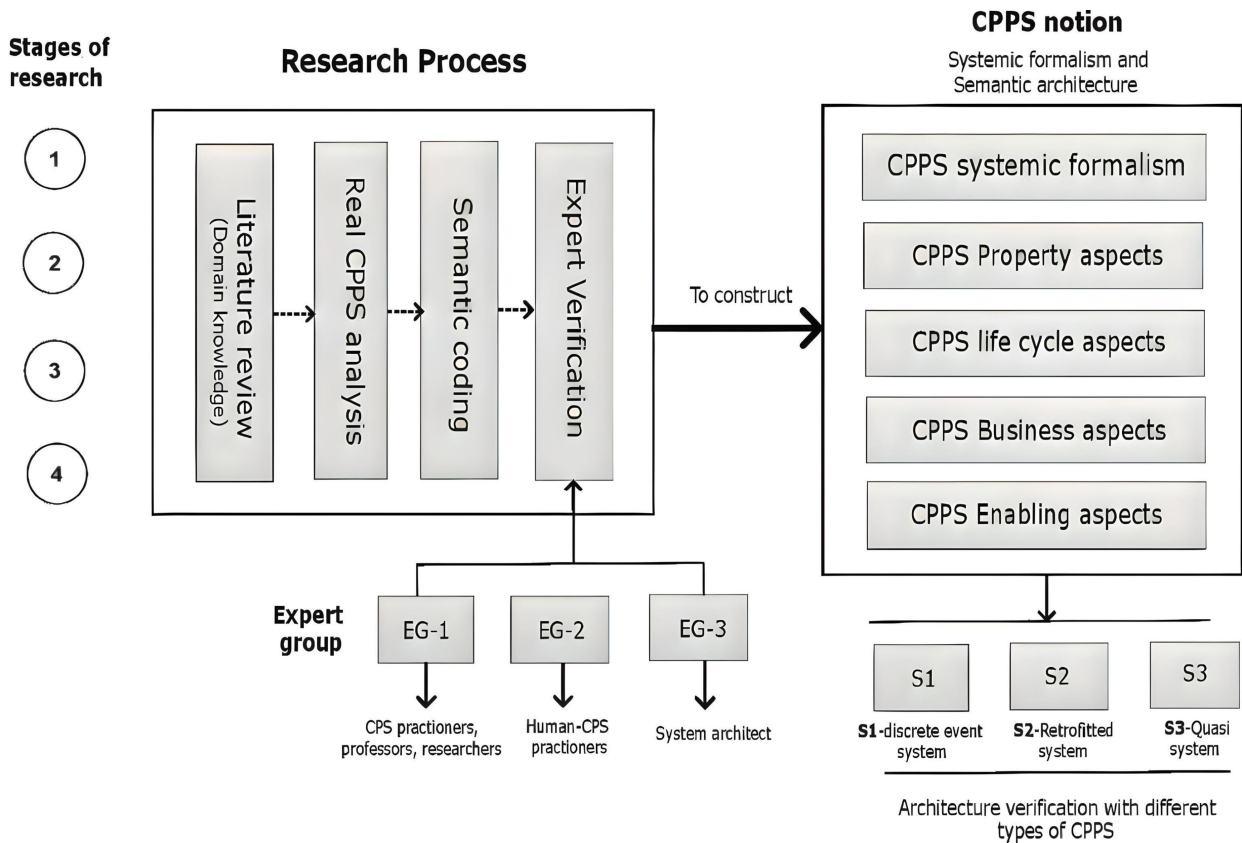 Stages of
research
1
2
3
4
Research Process
Literature review
(Domain knowledge)
Real CPPS analysis
Semantic coding
Expert Verification
To construct
CPPS notion
Systemic formalism and
Semantic architecture
CPPS systemic formalism
CPPS Property aspects
CPPS life cycle aspects
CPPS Business aspects
CPPS Enabling aspects
Expert
group
EG-1
EG-2
EG-3
CPS practioners,
professors, researchers
Human-CPS
practioners
System architect
S1
S2
S3
S1-discrete event
system
S2-Retrofitted
system
S3-Quasi
system
Architecture verification with different
types of CPPS